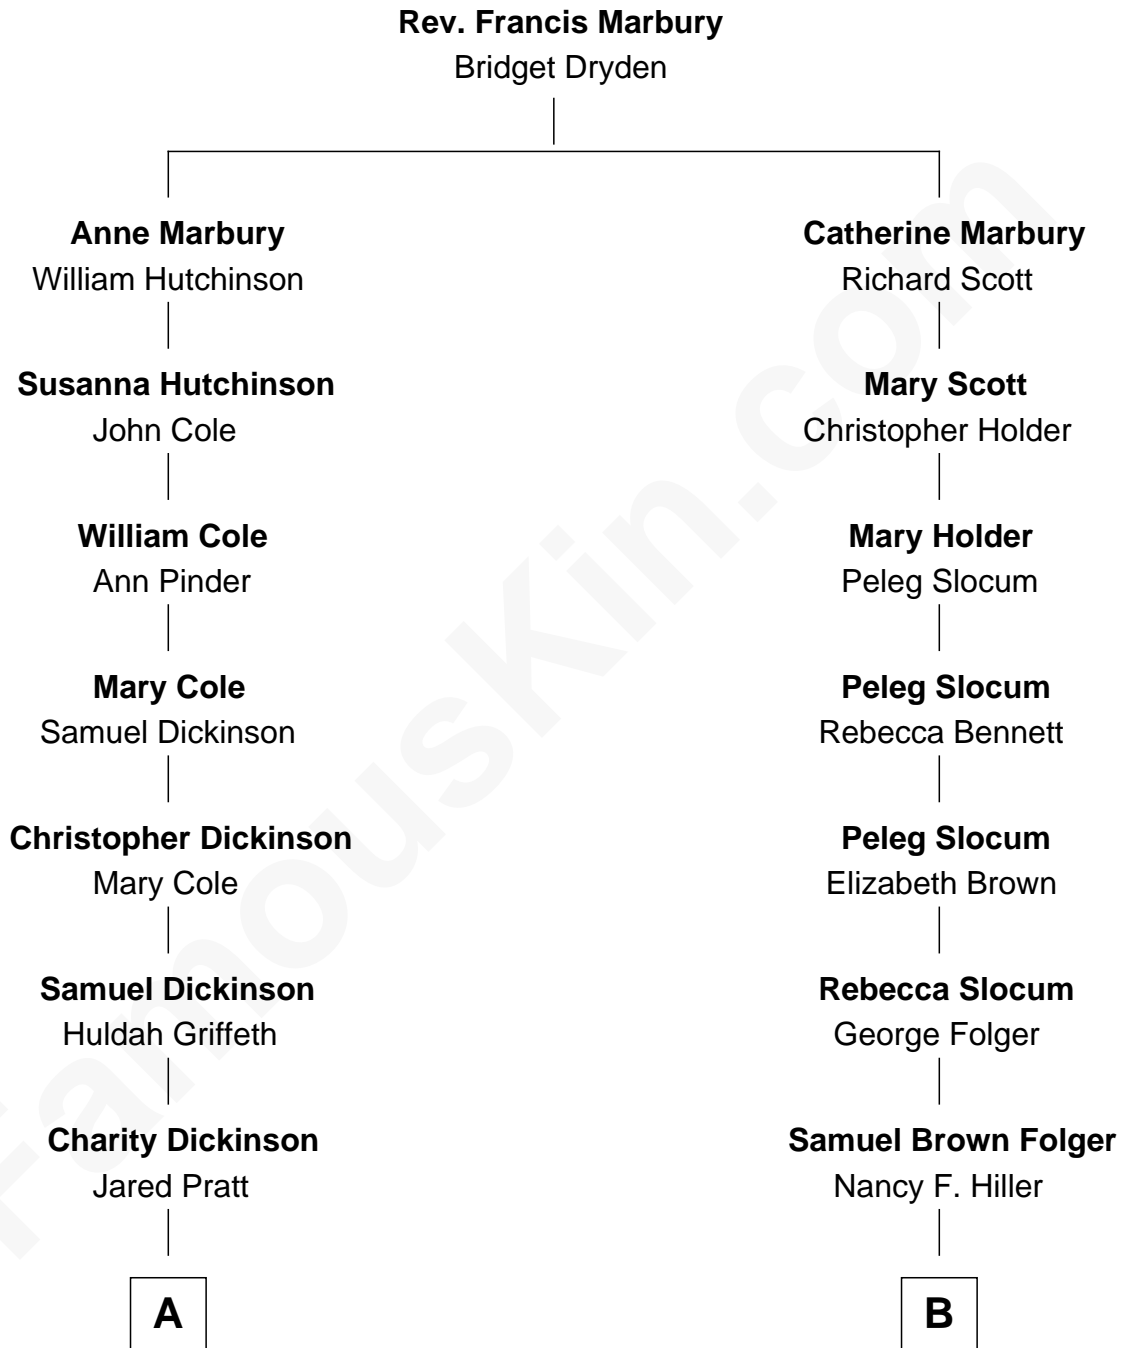 Rev. Francis Marbury
Bridget Dryden
Anne Marbury
William Hutchinson
Catherine Marbury
Richard Scott
Susanna Hutchinson
John Cole
Mary Scott
Christopher Holder
William Cole
Ann Pinder
Mary Holder
Peleg Slocum
Mary Cole
Samuel Dickinson
Peleg Slocum
Rebecca Bennett
Christopher Dickinson
Mary Cole
Peleg Slocum
Elizabeth Brown
Samuel Dickinson
Huldah Griffeth
Rebecca Slocum
George Folger
Charity Dickinson
Jared Pratt
Samuel Brown Folger
Nancy F. Hiller
A
B
FamousKin.com